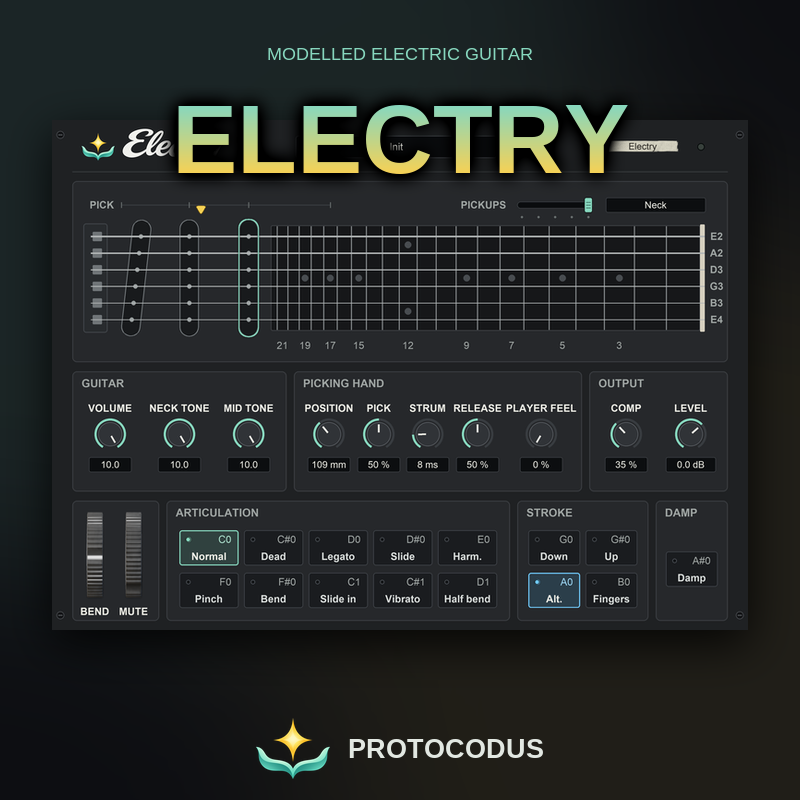 MODELLED ELECTRIC GUITAR
ELECTRY
Ele
Init
Electry
PICK
PICKUPS
Neck
E2
A2
D3
G3
B3
E4
21 19 17 15 12 9 7 5 3
GUITAR
VOLUME NECK TONE MID TONE
10.0 10.0 10.0
PICKING HAND
POSITION PICK STRUM RELEASE PLAYER FEEL
109 mm 50 % 8 ms 50 % 0 %
OUTPUT
COMP LEVEL
35 % 0.0 dB
BEND MUTE
ARTICULATION
C0 C#0 D0 D#0 E0
Normal Dead Legato Slide Harm.
F0 F#0 C1 C#1 D1
Pinch Bend Slide in Vibrato Half bend
STROKE
G0 G#0
Down Up
A0 B0
Alt. Fingers
DAMP
A#0
Damp
PROTOCODUS